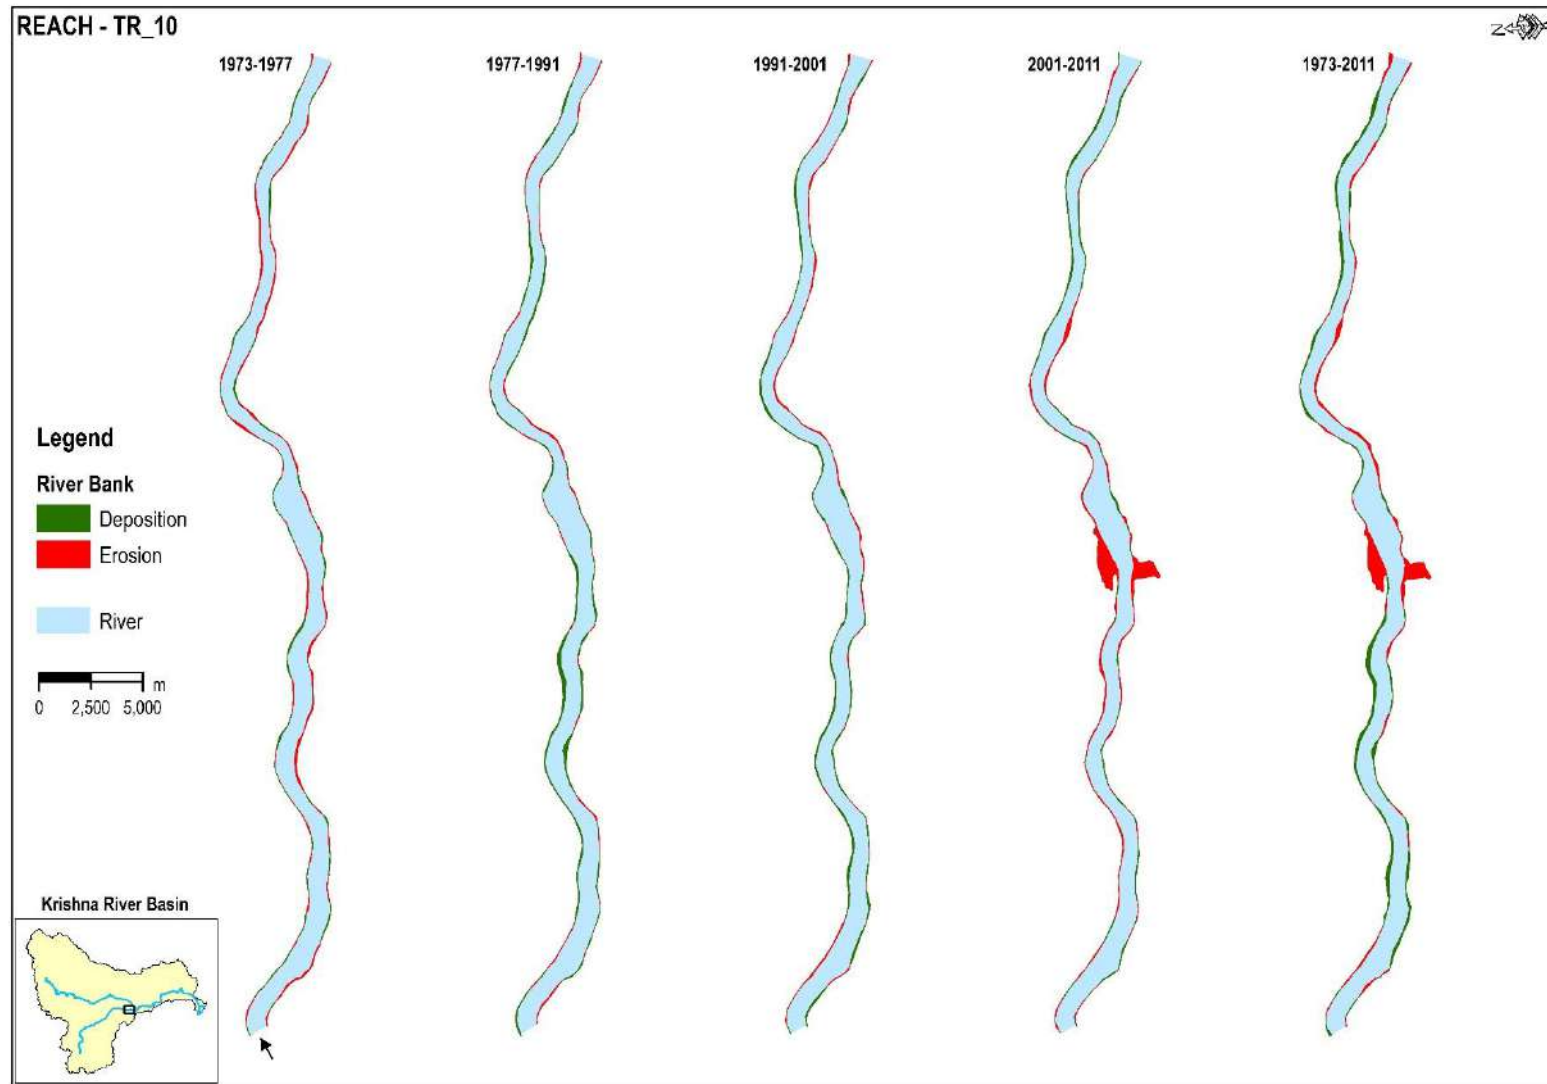 REACH - TR_10
N
1973-1977
1977-1991
1991-2001
2001-2011
1973-2011
Legend
River Bank
Deposition
Erosion
River
m
0 2,500 5,000
Krishna River Basin